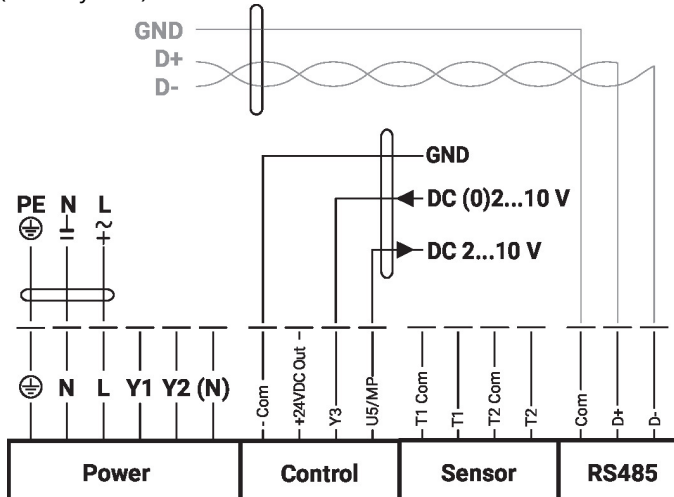 GND
D+
D-
GND
DC (0)2...10 V
DC 2...10 V
PE N L
N L Y1 Y2 (N)
- Com
+24VDC Out -
Y3
U5/MP
T1 Com
T1
T2 Com
T2
Com
D+
D-
Power Control Sensor RS485